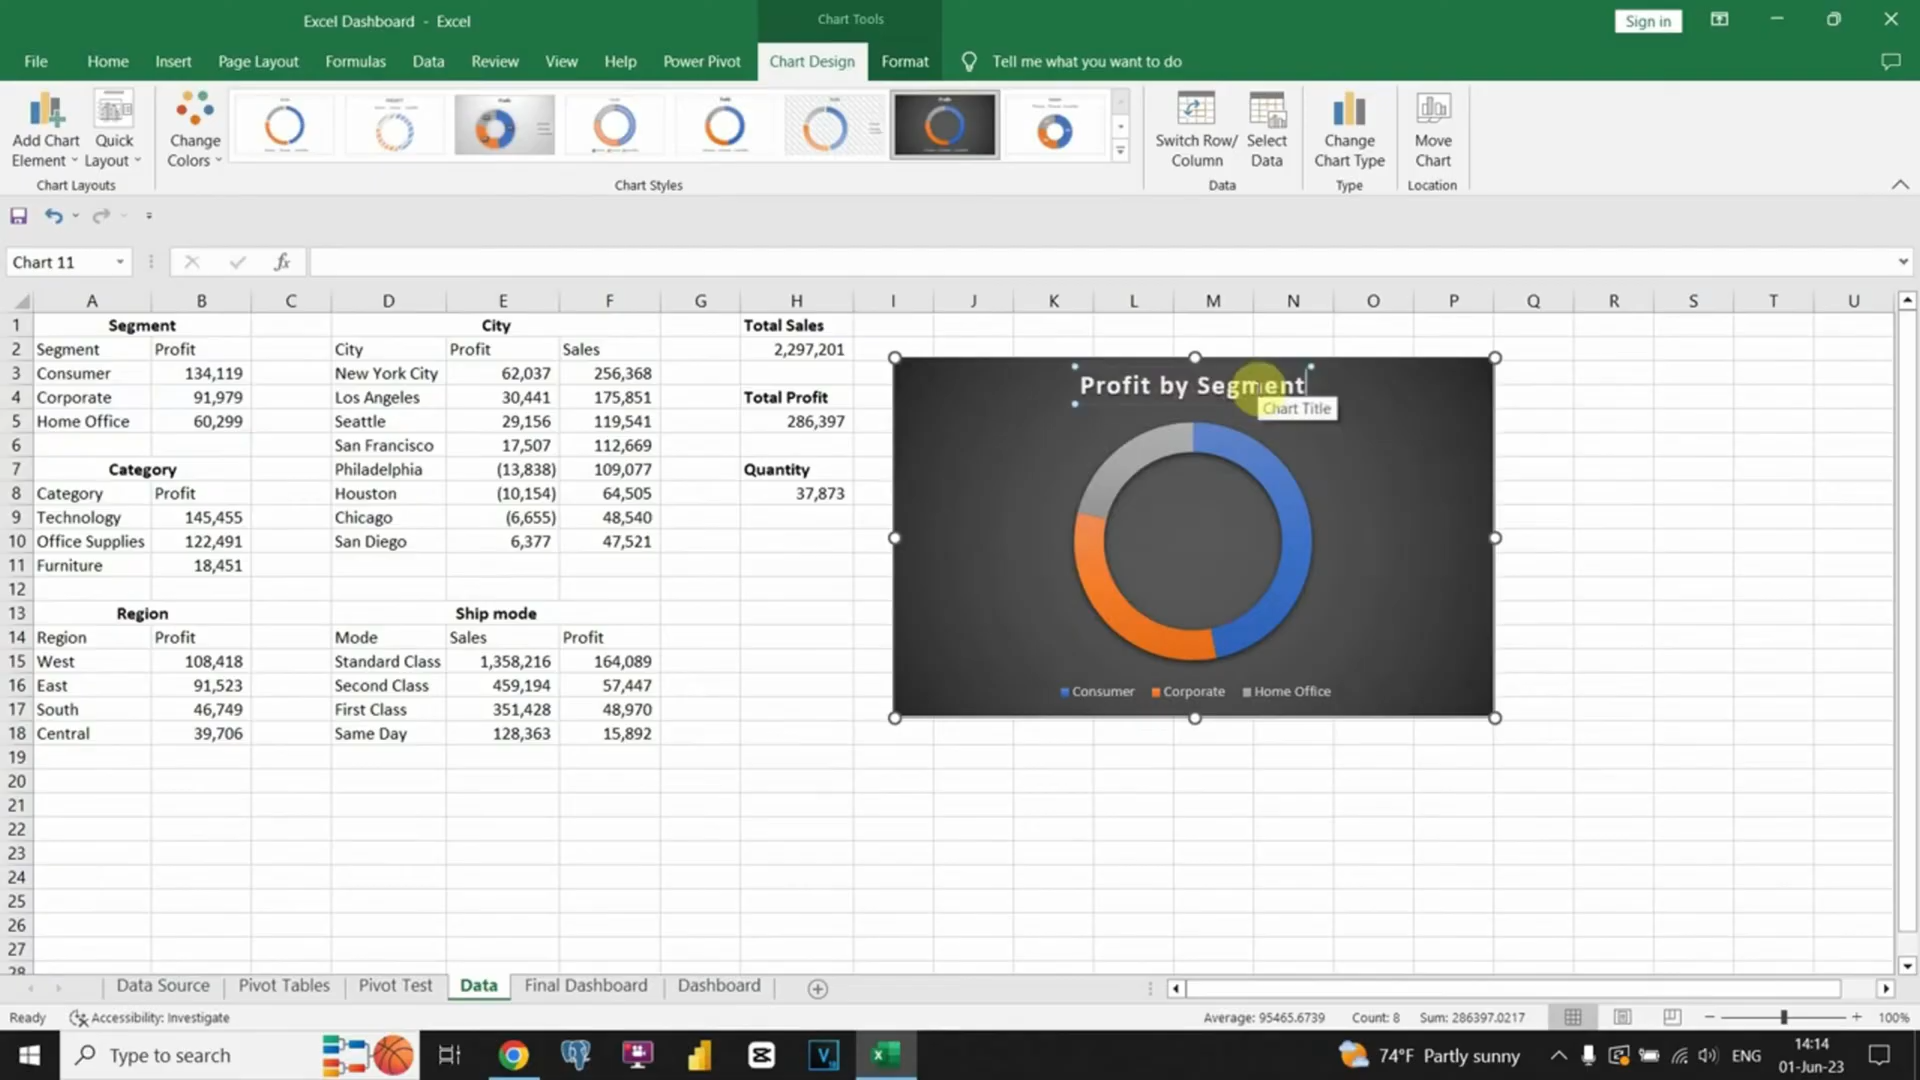 Excel Dashboard - Excel
Chart Tools
Sign in
File Home Insert Page Layout Formulas Data Review View Help Power Pivot Chart Design Format Tell me what you want to do
Add Chart Element
Quick Layout
Change Colors
Switch Row/ Column
Select Data
Change Chart Type
Move Chart
Chart Layouts
Chart Styles
Data
Type
Location
Chart 11
fx
A B C D E F G H I J K L M N O P Q R S T U
1 Segment City Total Sales
2 Segment Profit City Profit Sales 2,297,201
3 Consumer 134,119 New York City 62,037 256,368
4 Corporate 91,979 Los Angeles 30,441 175,851 Total Profit
5 Home Office 60,299 Seattle 29,156 119,541 286,397
6 San Francisco 17,507 112,669
7 Category Philadelphia (13,838) 109,077 Quantity
8 Category Profit Houston (10,154) 64,505 37,873
9 Technology 145,455 Chicago (6,655) 48,540
10 Office Supplies 122,491 San Diego 6,377 47,521
11 Furniture 18,451
12
13 Region Ship mode
14 Region Profit Mode Sales Profit
15 West 108,418 Standard Class 1,358,216 164,089
16 East 91,523 Second Class 459,194 57,447
17 South 46,749 First Class 351,428 48,970
18 Central 39,706 Same Day 128,363 15,892
19
20
21
22
23
24
25
26
27
28
Profit by Segment
Chart Title
Consumer Corporate Home Office
Data Source Pivot Tables Pivot Test Data Final Dashboard Dashboard
Ready Accessibility: Investigate Average: 95465.6739 Count: 8 Sum: 286397.0217 100%
Type to search
74°F Partly sunny
ENG
14:14
01-Jun-23